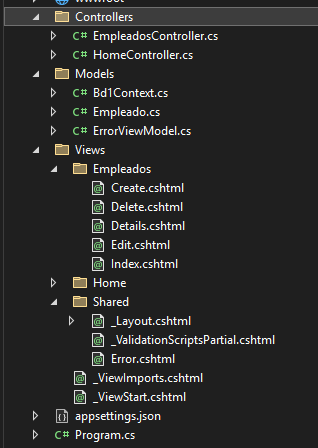 wwwroot
Controllers
C# EmpleadosController.cs
C# HomeController.cs
Models
C# Bd1Context.cs
C# Empleado.cs
C# ErrorViewModel.cs
Views
Empleados
Create.cshtml
Delete.cshtml
Details.cshtml
Edit.cshtml
Index.cshtml
Home
Shared
_Layout.cshtml
_ValidationScriptsPartial.cshtml
Error.cshtml
_ViewImports.cshtml
_ViewStart.cshtml
appsettings.json
C# Program.cs